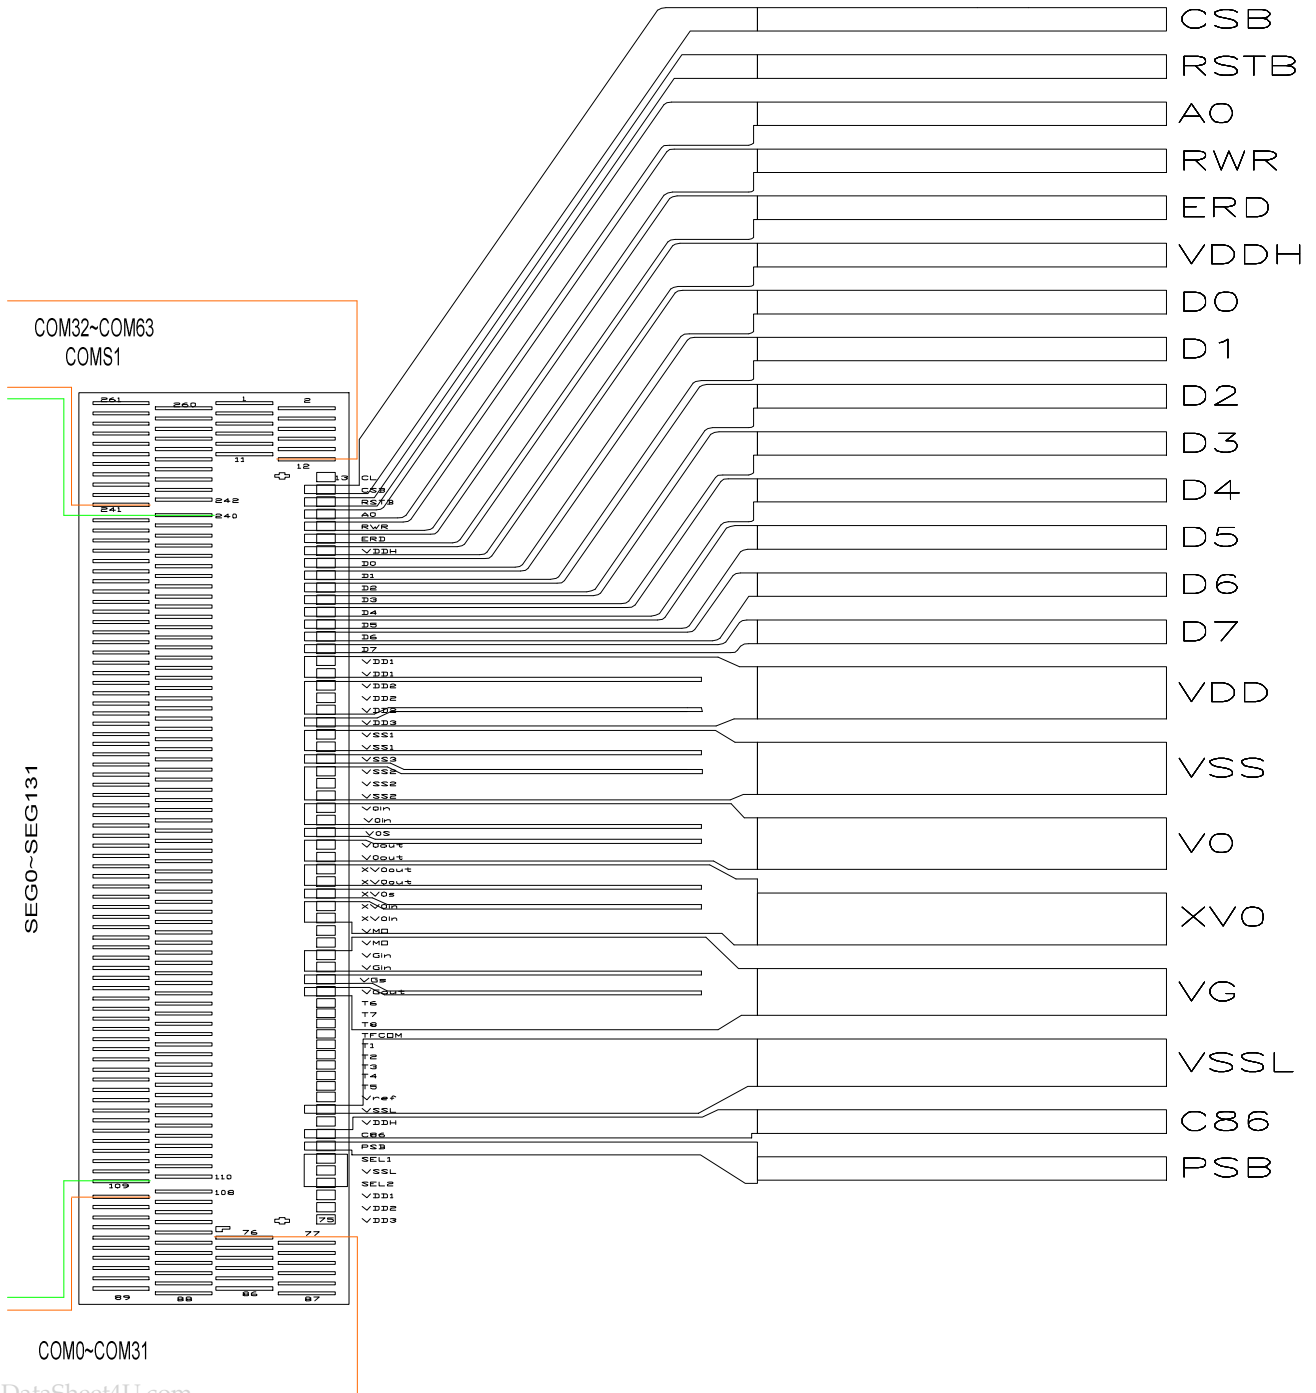 CSB
RSTB
A0
RWR
ERD
VDDH
D0
D1
D2
D3
D4
D5
D6
D7
VDD
VSS
V0
XV0
VG
VSSL
C86
PSB
COM32~COM63
COMS1
261
260
1
2
11
12
242
241
240
SEG0~SEG131
13 CL
CSB
RSTB
A0
RWR
ERD
VDDH
D0
D1
D2
D3
D4
D5
D6
D7
VDD1
VDD1
VDD2
VDD2
VDD2
VDD3
VSS1
VSS1
VSS3
VSS2
VSS2
VSS2
V0in
V0in
V0S
V0out
V0out
XV0out
XV0out
XV0s
XV0in
XV0in
VMO
VMO
VGin
VGin
VGs
VGout
T6
T7
T8
TFCOM
T1
T2
T3
T4
T5
Vref
VSSL
VDDH
C86
PSB
SEL1
VSSL
SEL2
VDD1
VDD2
75 VDD3
110
109
108
76
77
89
88
86
87
COM0~COM31
DataSheet4U.com